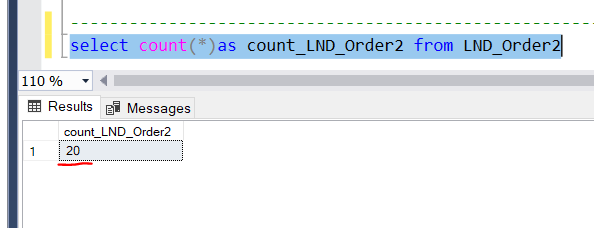 select count(*)as count_LND_Order2 from LND_Order2
110 %
Results Messages
count_LND_Order2
1 20